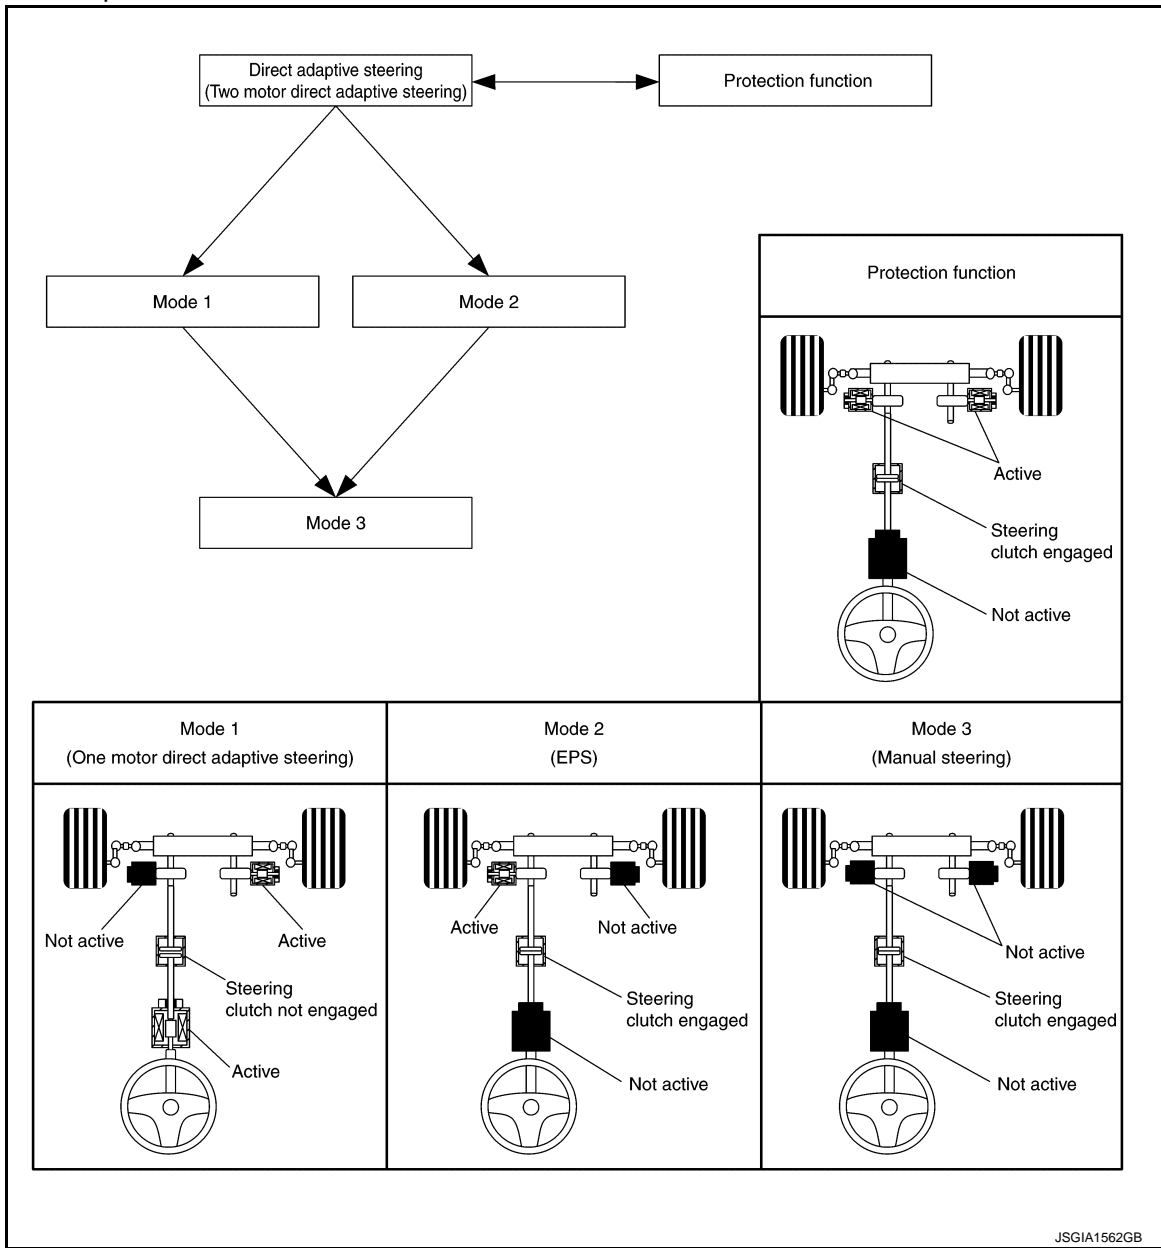 Direct adaptive steering
(Two motor direct adaptive steering)
Protection function
Mode 1
Mode 2
Mode 3
Protection function
Active
Steering
clutch engaged
Not active
Mode 1
(One motor direct adaptive steering)
Not active
Active
Steering
clutch not engaged
Active
Mode 2
(EPS)
Active
Not active
Steering
clutch engaged
Not active
Mode 3
(Manual steering)
Not active
Steering
clutch engaged
Not active
JSGIA1562GB